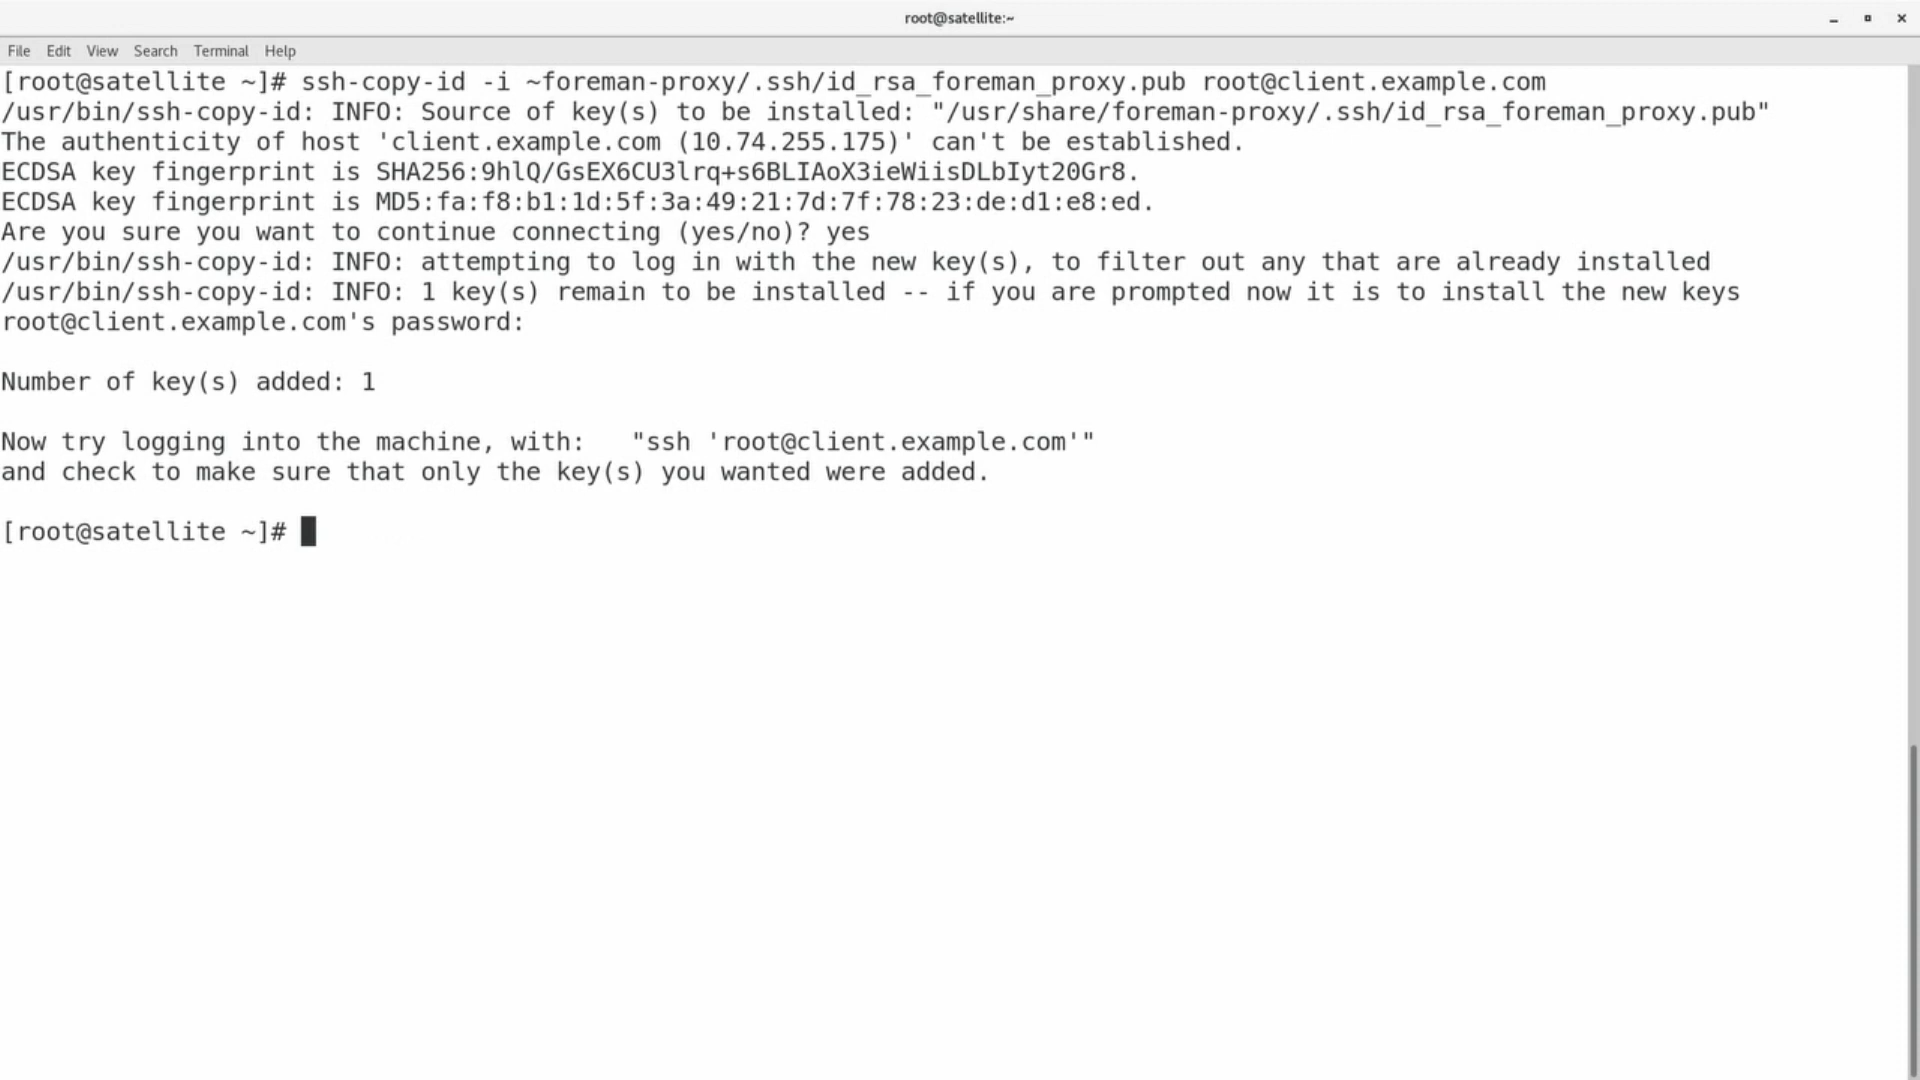 root@satellite:~
File Edit View Search Terminal Help
[root@satellite ~]# ssh-copy-id -i ~foreman-proxy/.ssh/id_rsa_foreman_proxy.pub root@client.example.com
/usr/bin/ssh-copy-id: INFO: Source of key(s) to be installed: "/usr/share/foreman-proxy/.ssh/id_rsa_foreman_proxy.pub"
The authenticity of host 'client.example.com (10.74.255.175)' can't be established.
ECDSA key fingerprint is SHA256:9hlQ/GsEX6CU3lrq+s6BLIAoX3ieWiisDLbIyt20Gr8.
ECDSA key fingerprint is MD5:fa:f8:b1:1d:5f:3a:49:21:7d:7f:78:23:de:d1:e8:ed.
Are you sure you want to continue connecting (yes/no)? yes
/usr/bin/ssh-copy-id: INFO: attempting to log in with the new key(s), to filter out any that are already installed
/usr/bin/ssh-copy-id: INFO: 1 key(s) remain to be installed -- if you are prompted now it is to install the new keys
root@client.example.com's password:
Number of key(s) added: 1
Now try logging into the machine, with:   "ssh 'root@client.example.com'"
and check to make sure that only the key(s) you wanted were added.
[root@satellite ~]#